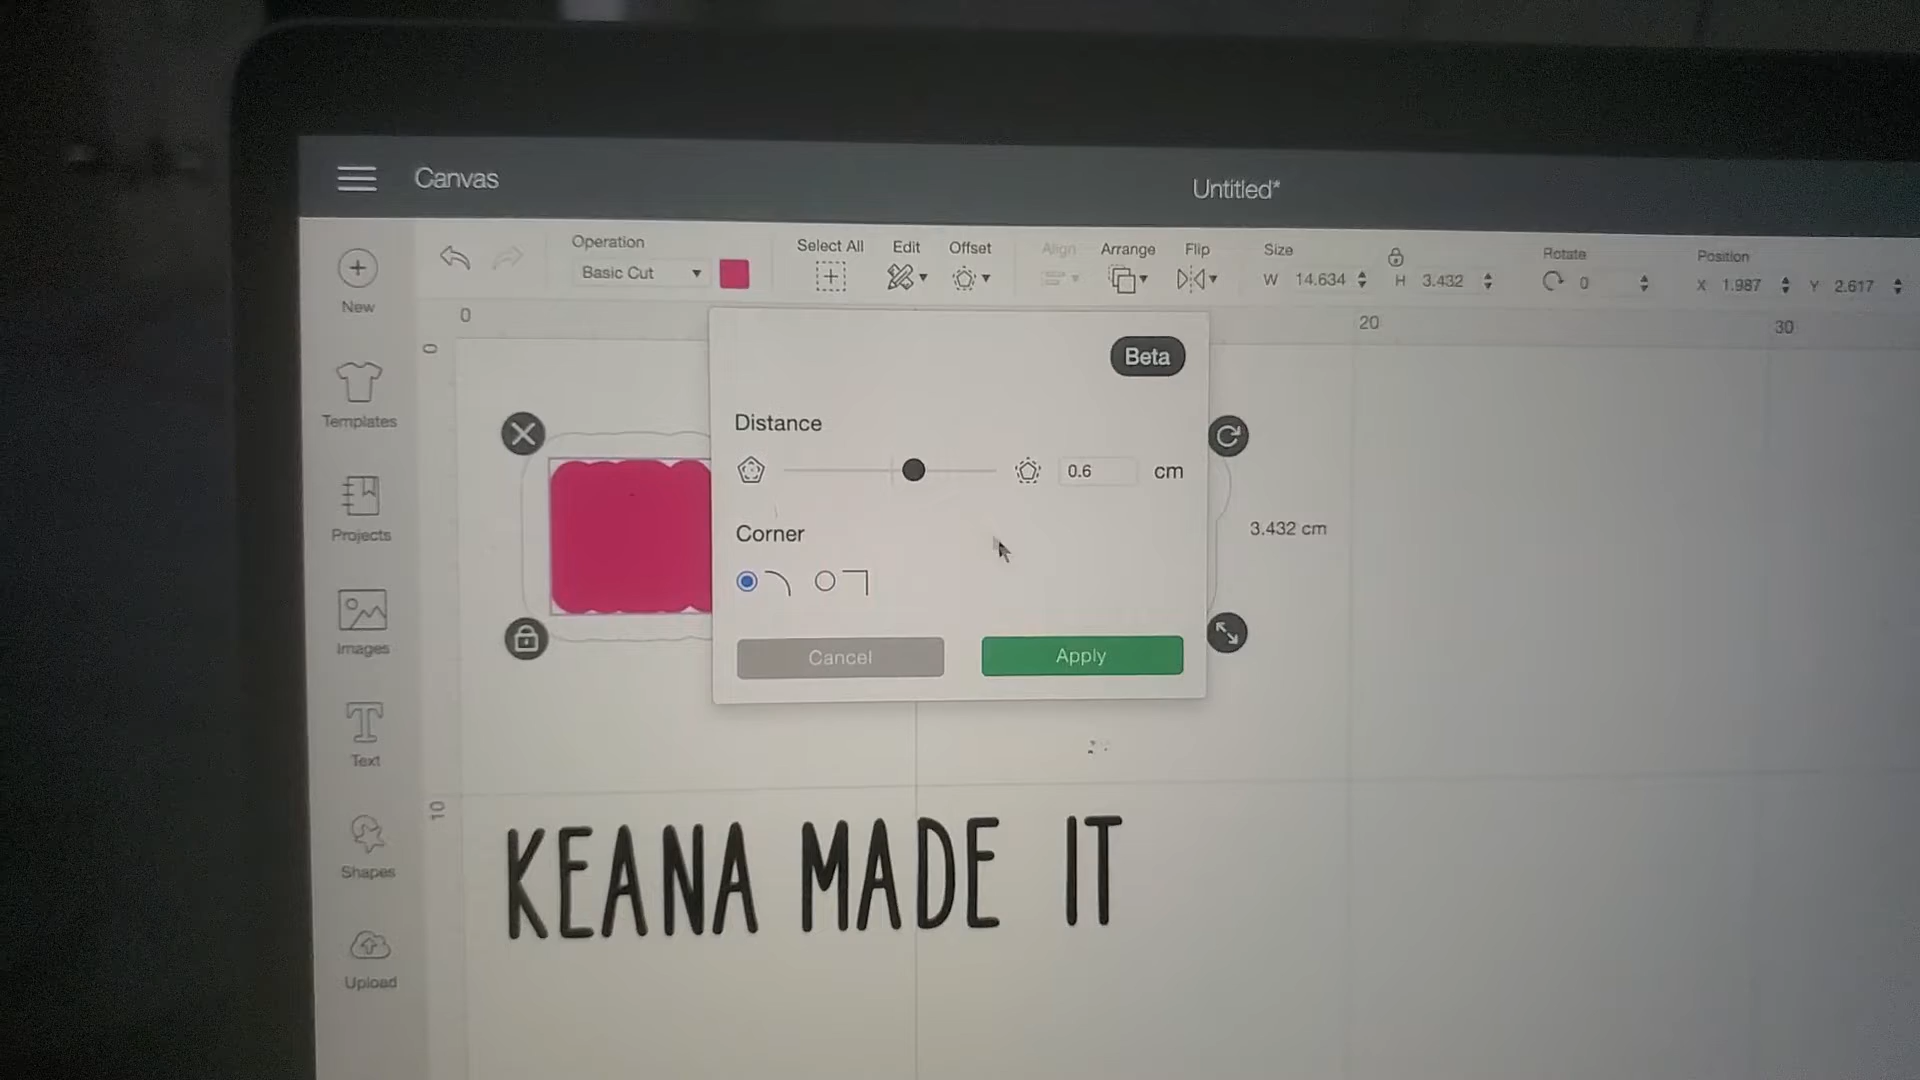 Canvas
Untitled*
Operation
Select All
Edit
Offset
Align
Arrange
Flip
Size
Rotate
Position
Basic Cut
W 14.634
H 3.432
0
X 1.987
Y 2.617
New
0
20
30
0
Beta
Templates
Distance
0.6 cm
Projects
Corner
3.432 cm
Images
Cancel
Apply
Text
10
Shapes
KEANA MADE IT
Upload